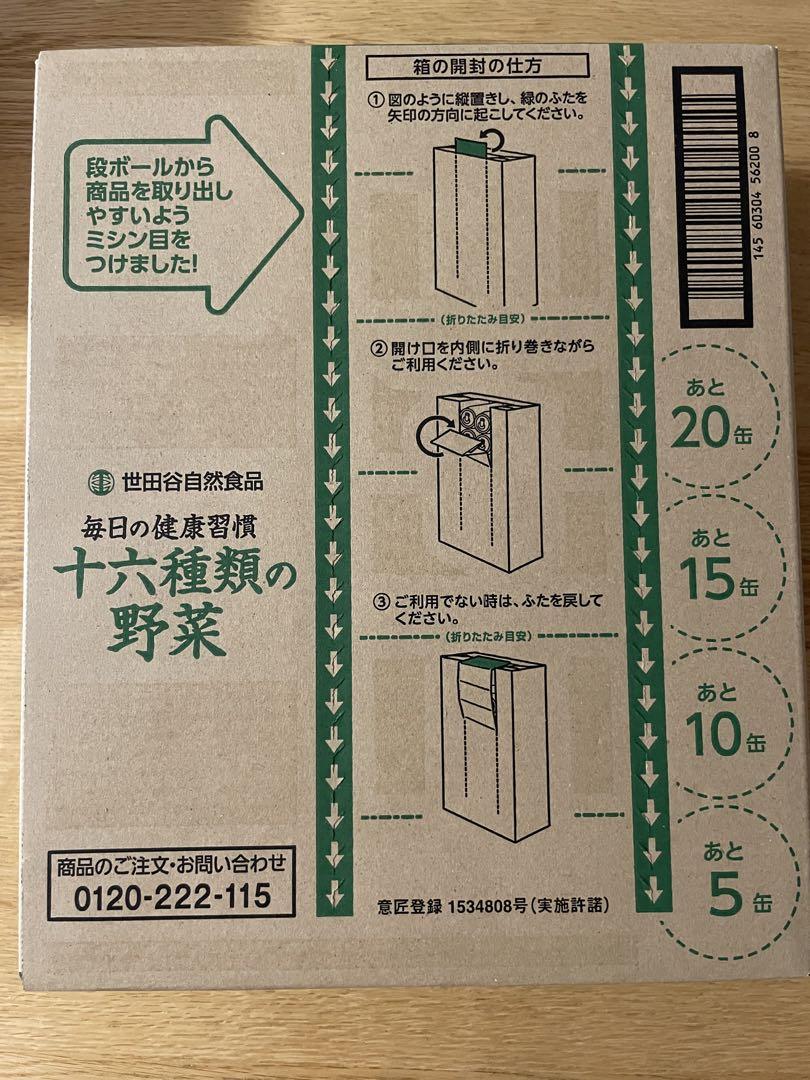 段ボールから
商品を取り出し
やすいよう
ミシン目を
つけました!
世田谷自然食品
毎日の健康習慣
十六種類の
野菜
商品のご注文・お問い合わせ
0120-222-115
箱の開封の仕方
① 図のように縦置きし、緑のふたを
矢印の方向に起こしてください。
(折りたたみ目安)
② 開け口を内側に折り巻きながら
ご利用ください。
③ ご利用でない時は、ふたを戻して
ください。
(折りたたみ目安)
意匠登録 1534808号(実施許諾)
145 60304 56200 8
あと
20缶
あと
15缶
あと
10缶
あと
5缶